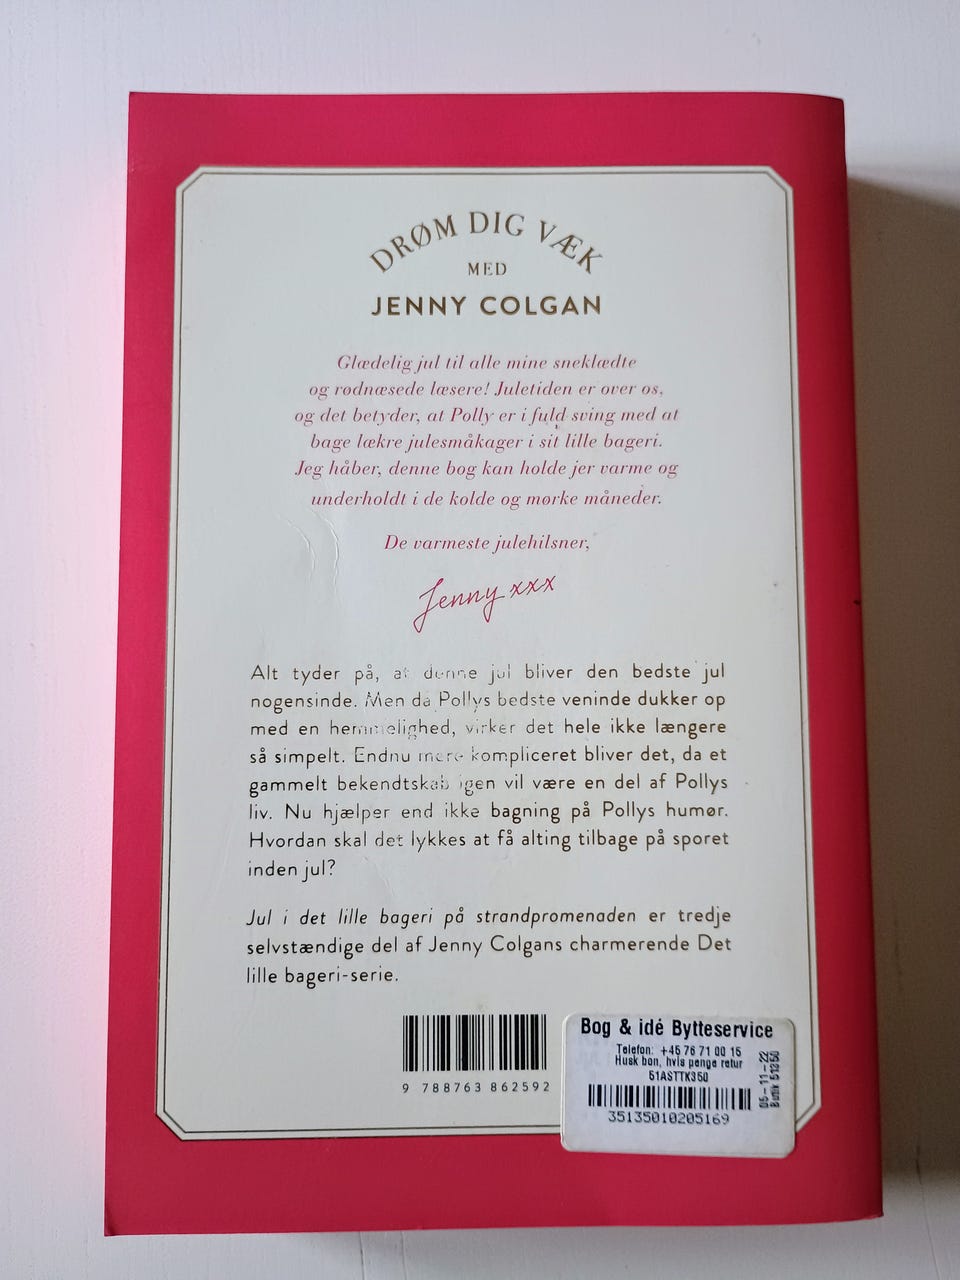 DRØM DIG VÆK
MED
JENNY COLGAN
Glædelig jul til alle mine sneklædte
og rødnæsede læsere! Juletiden er over os,
og det betyder, at Polly er i fuld sving med at
bage lækre julesmåkager i sit lille bageri.
Jeg håber, denne bog kan holde jer varme og
underholdt i de kolde og mørke måneder.
De varmeste julehilsner,
Jenny xxx
Alt tyder på, at denne jul bliver den bedste jul
nogensinde. Men da Pollys bedste veninde dukker op
med en hemmelighed, virker det hele ikke længere
så simpelt. Endnu mere kompliceret bliver det, da et
gammelt bekendtskab igen vil være en del af Pollys
liv. Nu hjælper end ikke bagning på Pollys humør.
Hvordan skal det lykkes at få alting tilbage på sporet
inden jul?
Jul i det lille bageri på strandpromenaden er tredje
selvstændige del af Jenny Colgans charmerende Det
lille bageri-serie.
9 788763 862592
Bog & idé Bytteservice
Telefon: +45 76 71 00 15
Husk bon, hvis penge retur
51ASTTK350
35135010205169
05-11-22
Butik 51350